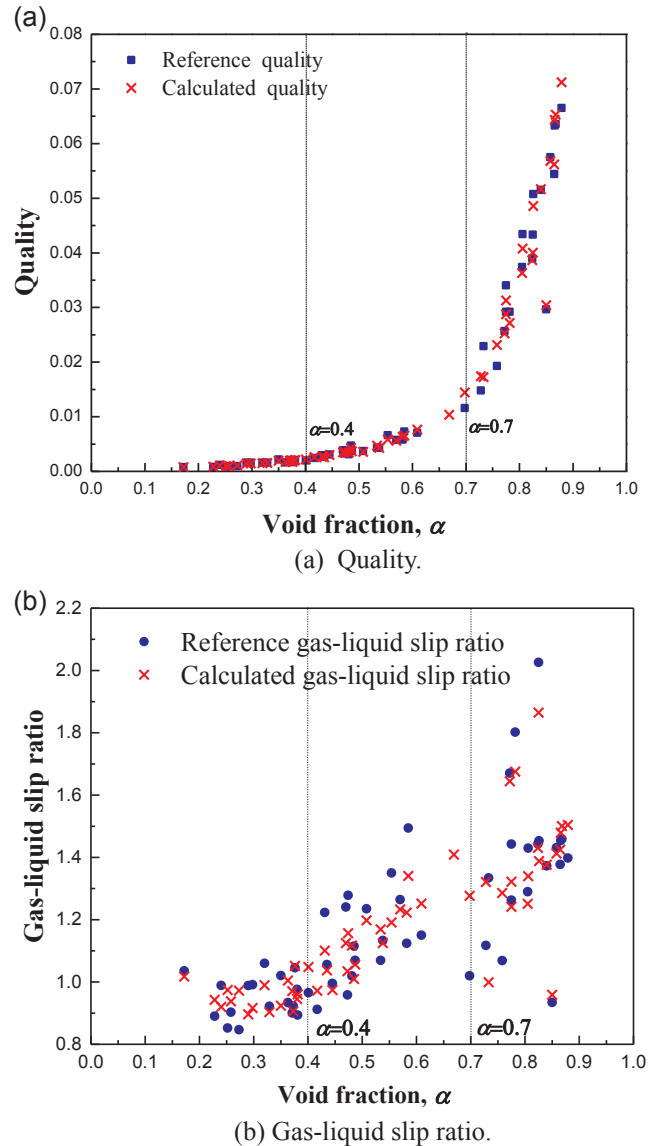 (a)
0.08
0.07
0.06
0.05
0.04
0.03
0.02
0.01
0.00
Quality
Reference quality
Calculated quality
α=0.4
α=0.7
0.0 0.1 0.2 0.3 0.4 0.5 0.6 0.7 0.8 0.9 1.0
Void fraction, α
(a) Quality.
(b)
2.2
2.0
1.8
1.6
1.4
1.2
1.0
0.8
Gas-liquid slip ratio
Reference gas-liquid slip ratio
Calculated gas-liquid slip ratio
α=0.4
α=0.7
0.0 0.1 0.2 0.3 0.4 0.5 0.6 0.7 0.8 0.9 1.0
Void fraction, α
(b) Gas-liquid slip ratio.